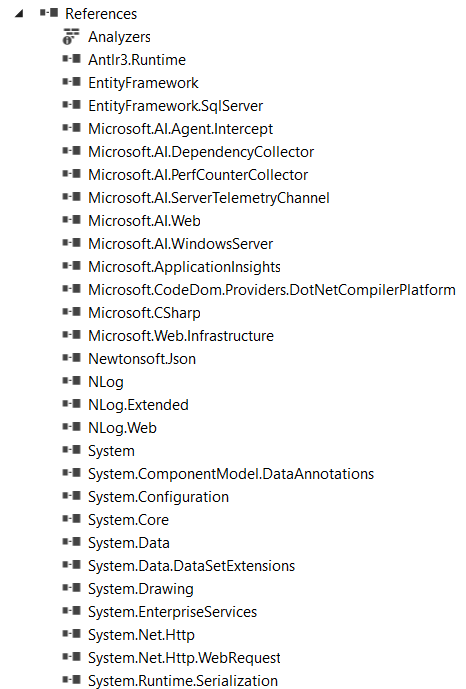 References
Analyzers
Antlr3.Runtime
EntityFramework
EntityFramework.SqlServer
Microsoft.AI.Agent.Intercept
Microsoft.AI.DependencyCollector
Microsoft.AI.PerfCounterCollector
Microsoft.AI.ServerTelemetryChannel
Microsoft.AI.Web
Microsoft.AI.WindowsServer
Microsoft.ApplicationInsights
Microsoft.CodeDom.Providers.DotNetCompilerPlatform
Microsoft.CSharp
Microsoft.Web.Infrastructure
Newtonsoft.Json
NLog
NLog.Extended
NLog.Web
System
System.ComponentModel.DataAnnotations
System.Configuration
System.Core
System.Data
System.Data.DataSetExtensions
System.Drawing
System.EnterpriseServices
System.Net.Http
System.Net.Http.WebRequest
System.Runtime.Serialization